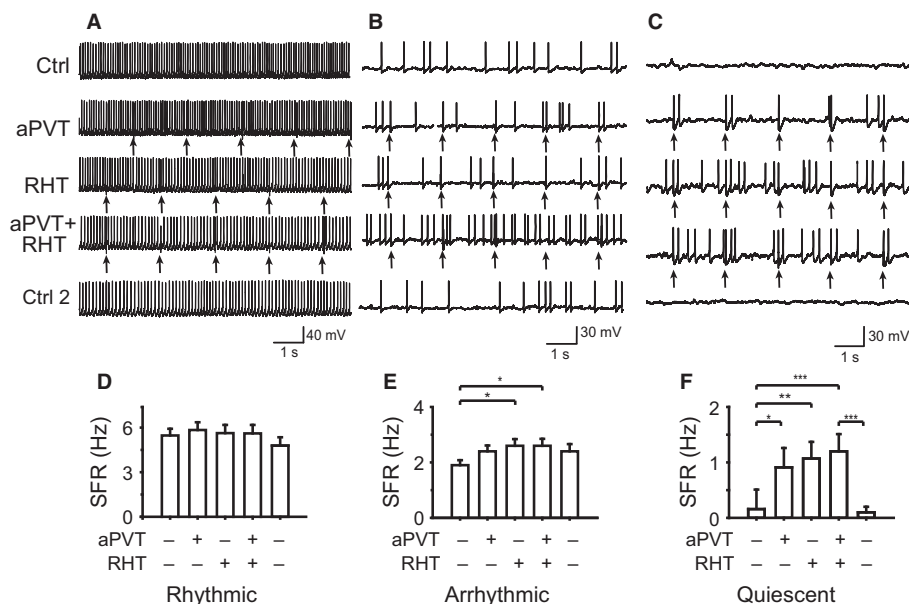 A B C
Ctrl
aPVT
RHT
aPVT+
RHT
Ctrl 2
40 mV
1 s
30 mV
1 s
30 mV
1 s
D
SFR (Hz)
6
3
0
aPVT – + – + –
RHT – – + + –
Rhythmic
E
* 
*
SFR (Hz)
4
2
0
aPVT – + – + –
RHT – – + + –
Arrhythmic
F
***
**
* ***
SFR (Hz)
2
1
0
aPVT – + – + –
RHT – – + + –
Quiescent